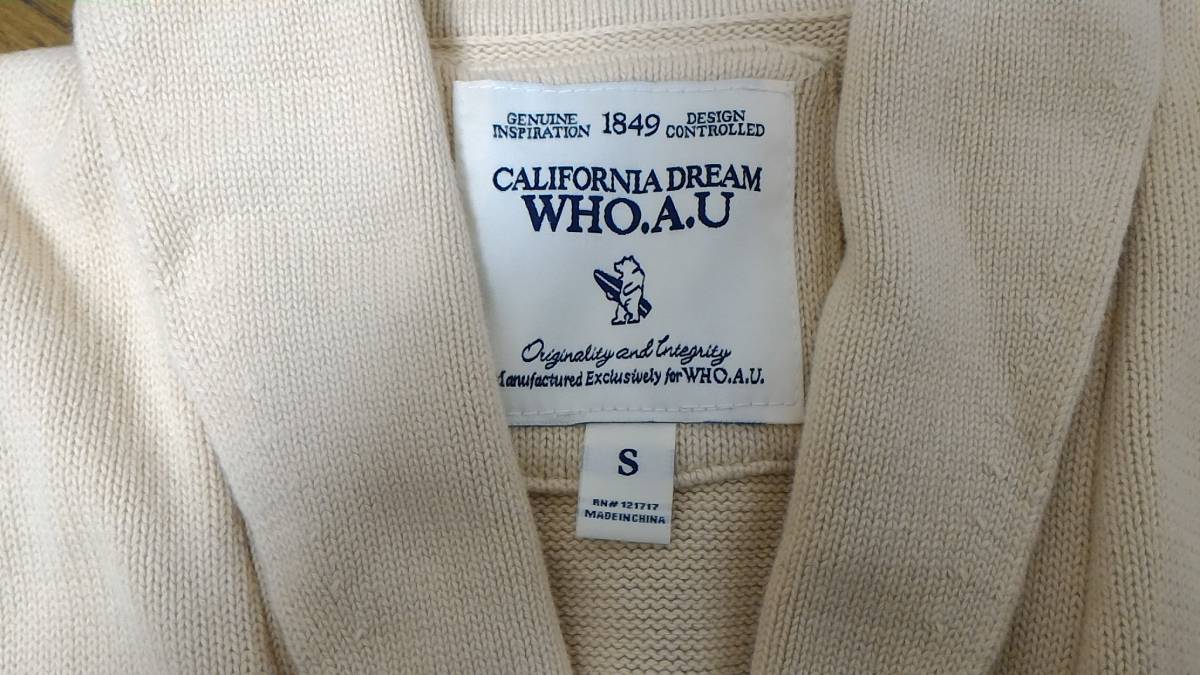 GENUINE INSPIRATION 1849 DESIGN CONTROLLED
CALIFORNIA DREAM
WHO.A.U
Originality and Integrity
Manufactured Exclusively for WHO.A.U.
S
RN# 121717
MADE IN CHINA